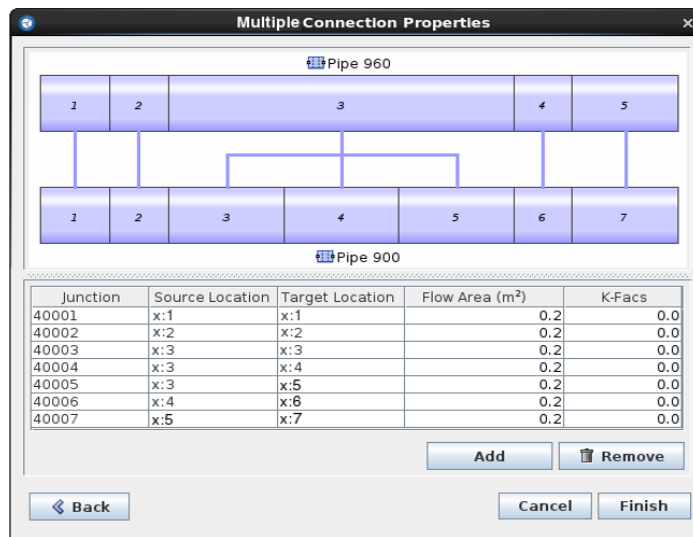 Multiple Connection Properties
Pipe 960
1 2 3 4 5
1 2 3 4 5 6 7
Pipe 900
Junction Source Location Target Location Flow Area (m²) K-Facs
40001 x:1 x:1 0.2 0.0
40002 x:2 x:2 0.2 0.0
40003 x:3 x:3 0.2 0.0
40004 x:3 x:4 0.2 0.0
40005 x:3 x:5 0.2 0.0
40006 x:4 x:6 0.2 0.0
40007 x:5 x:7 0.2 0.0
Add Remove
Back Cancel Finish